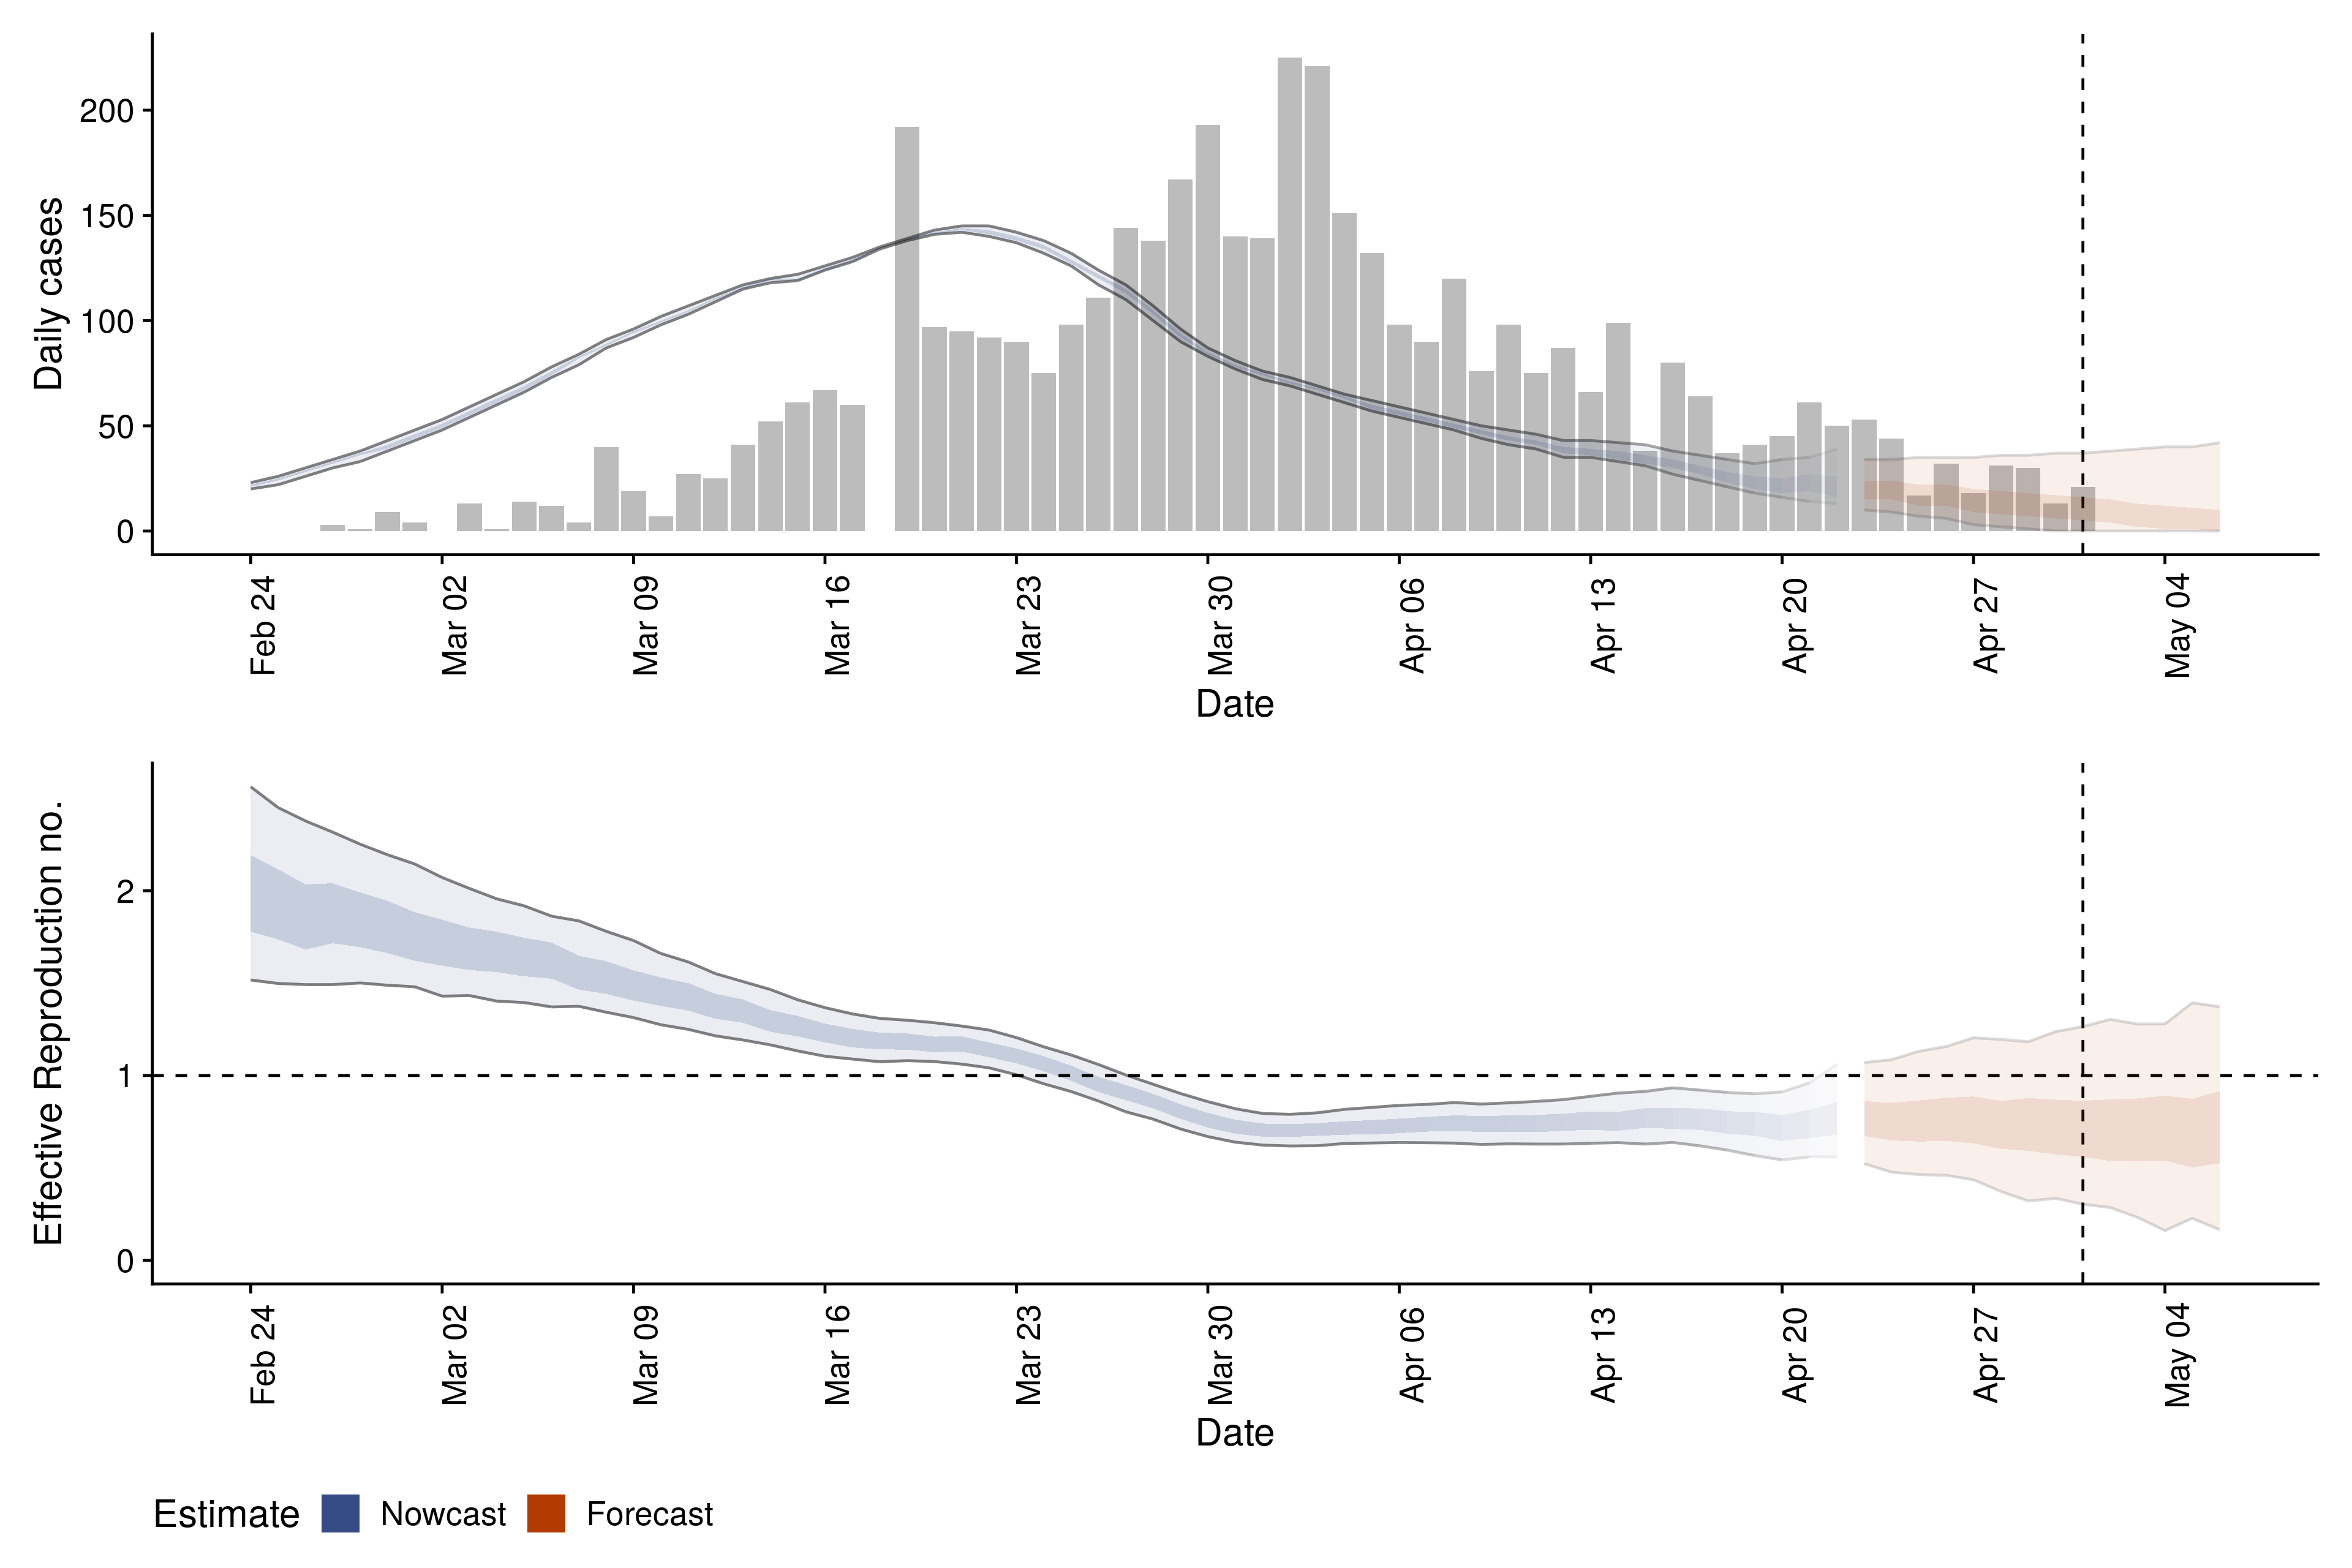 Daily cases
200
150
100
50
0
Feb 24
Mar 02
Mar 09
Mar 16
Mar 23
Mar 30
Apr 06
Apr 13
Apr 20
Apr 27
May 04
Date
Effective Reproduction no.
2
1
0
Feb 24
Mar 02
Mar 09
Mar 16
Mar 23
Mar 30
Apr 06
Apr 13
Apr 20
Apr 27
May 04
Date
Estimate Nowcast Forecast